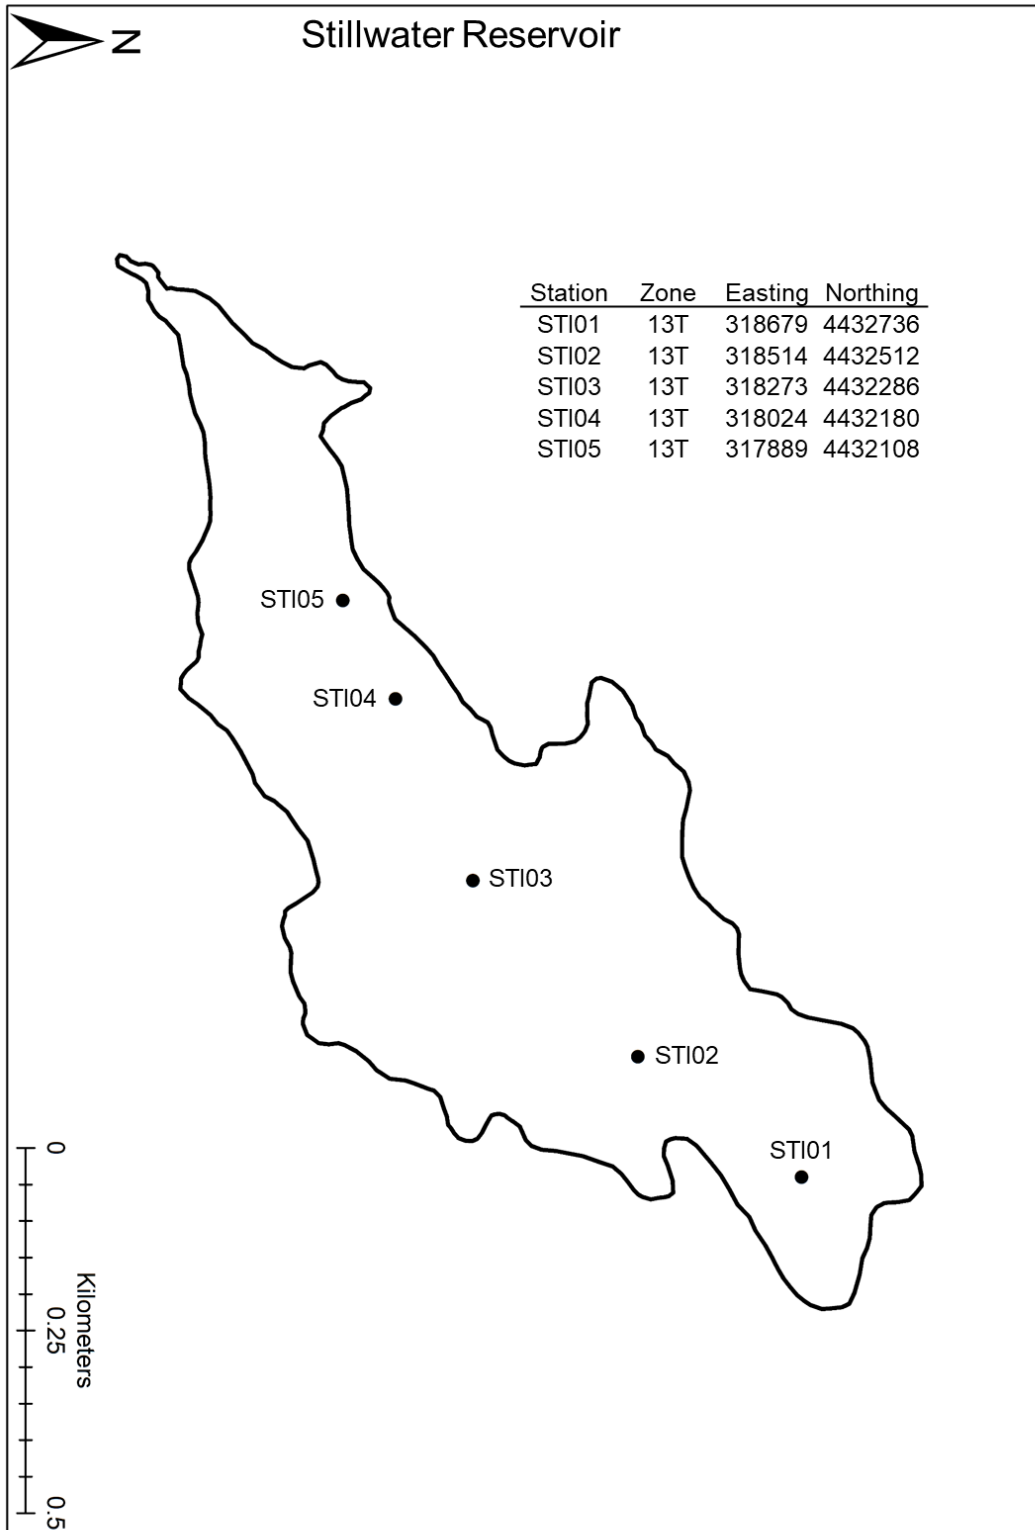 N
Stillwater Reservoir
Station Zone Easting Northing
STI01 13T 318679 4432736
STI02 13T 318514 4432512
STI03 13T 318273 4432286
STI04 13T 318024 4432180
STI05 13T 317889 4432108
STI05
STI04
STI03
STI02
STI01
0
0.25
0.5
Kilometers